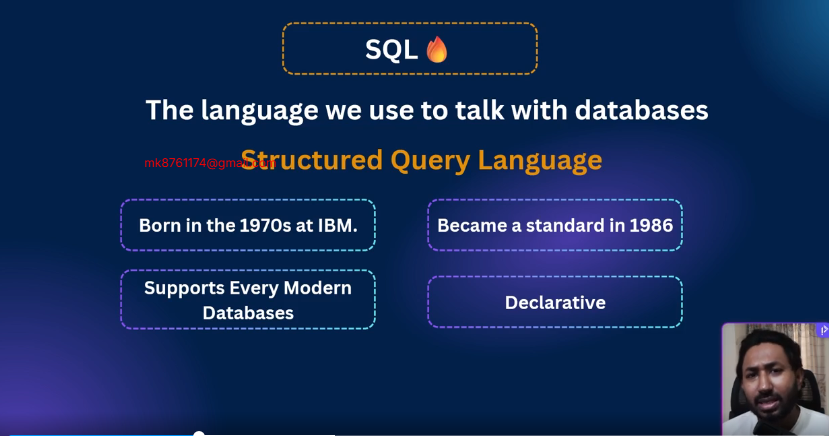 SQL 🔥
The language we use to talk with databases
Structured Query Language
mk8761174@gmail.com
Born in the 1970s at IBM.
Became a standard in 1986
Supports Every Modern
Databases
Declarative